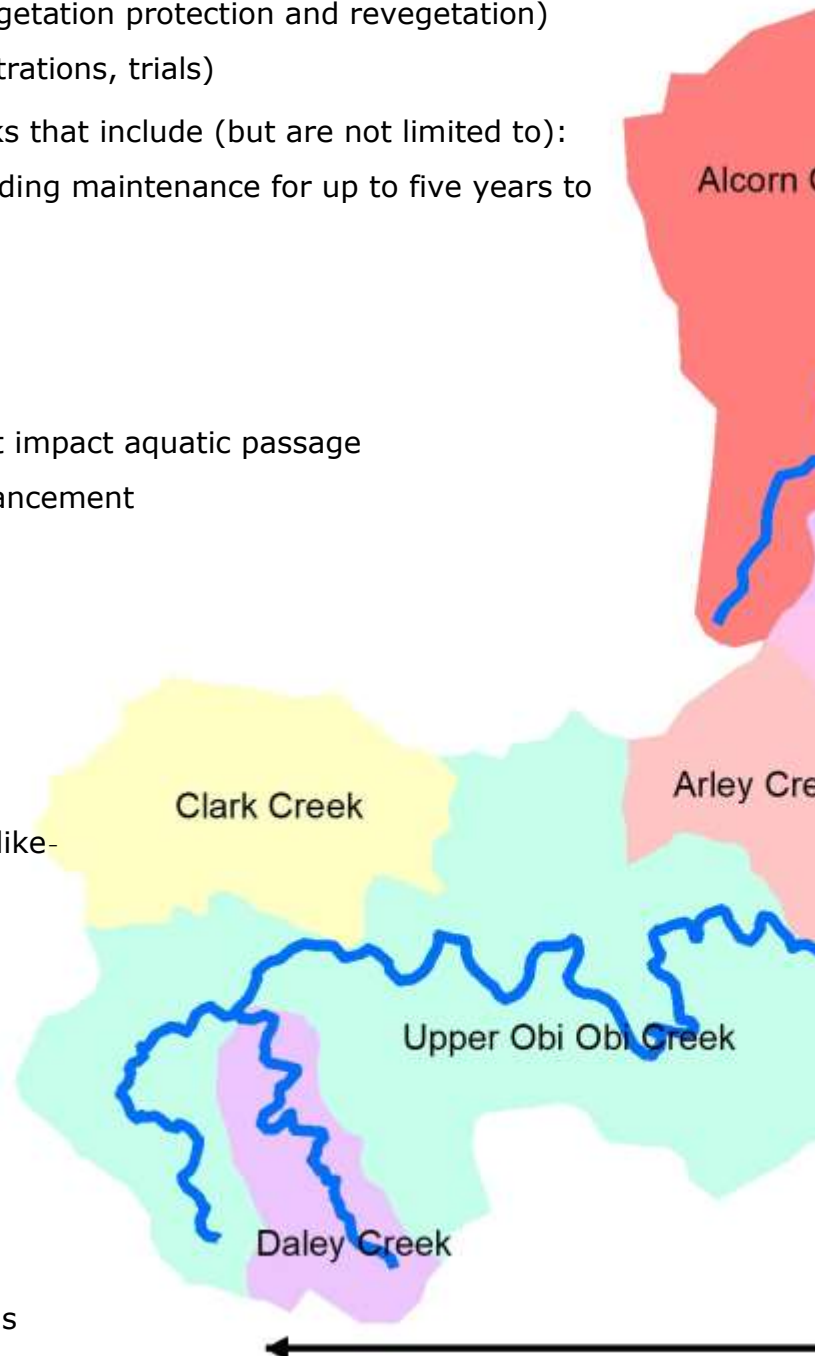 getation protection and revegetation)
trations, trials)
ks that include (but are not limited to):
ding maintenance for up to five years to
Alcorn
t impact aquatic passage
ancement
Arley Cre
Clark Creek
like-
Upper Obi Obi Creek
Daley Creek
s